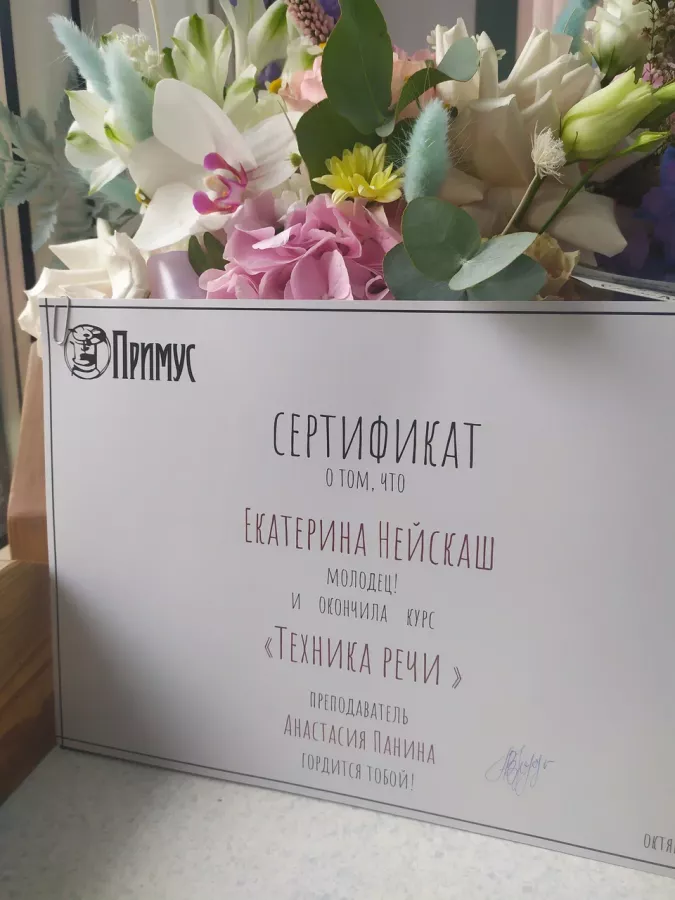 Примус
СЕРТИФИКАТ
О ТОМ, ЧТО
ЕКАТЕРИНА НЕЙСКАШ
МОЛОДЕЦ!
И ОКОНЧИЛА КУРС
«ТЕХНИКА РЕЧИ»
ПРЕПОДАВАТЕЛЬ
АНАСТАСИЯ ПАНИНА
ГОРДИТСЯ ТОБОЙ!